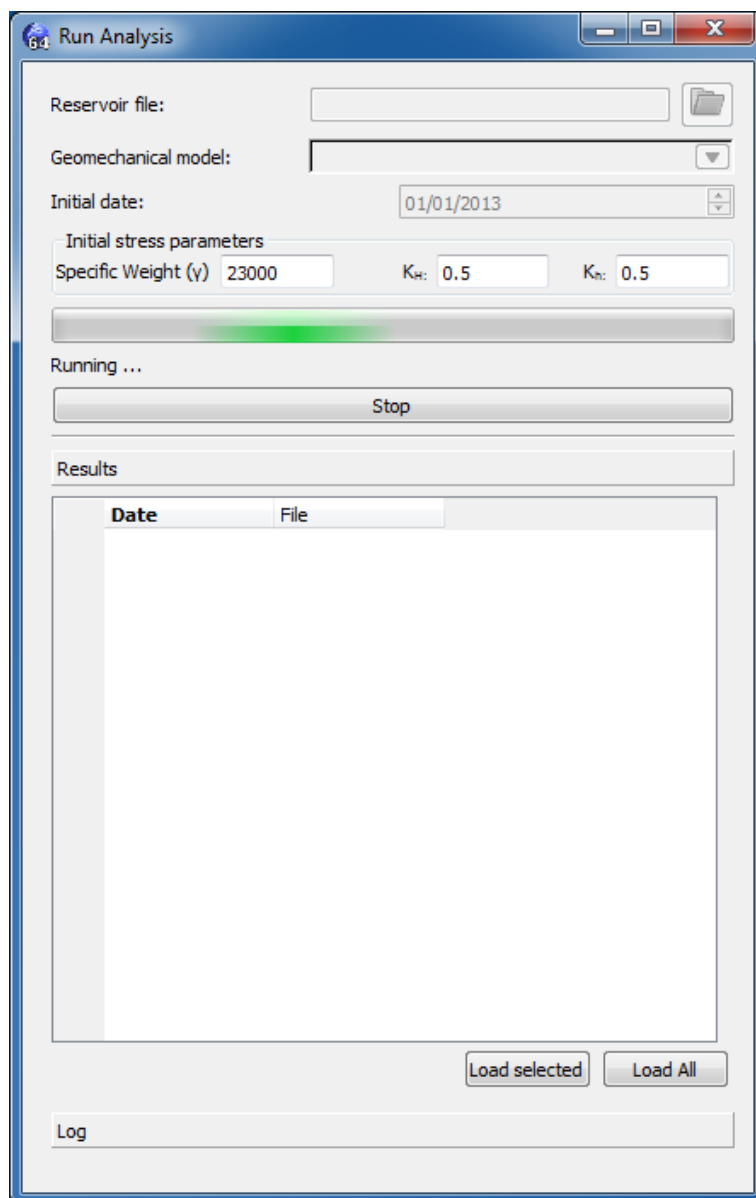 64 Run Analysis
Reservoir file:
Geomechanical model:
Initial date: 01/01/2013
Initial stress parameters
Specific Weight (γ) 23000 KH: 0.5 Kh: 0.5
Running ...
Stop
Results
Date File
Load selected Load All
Log